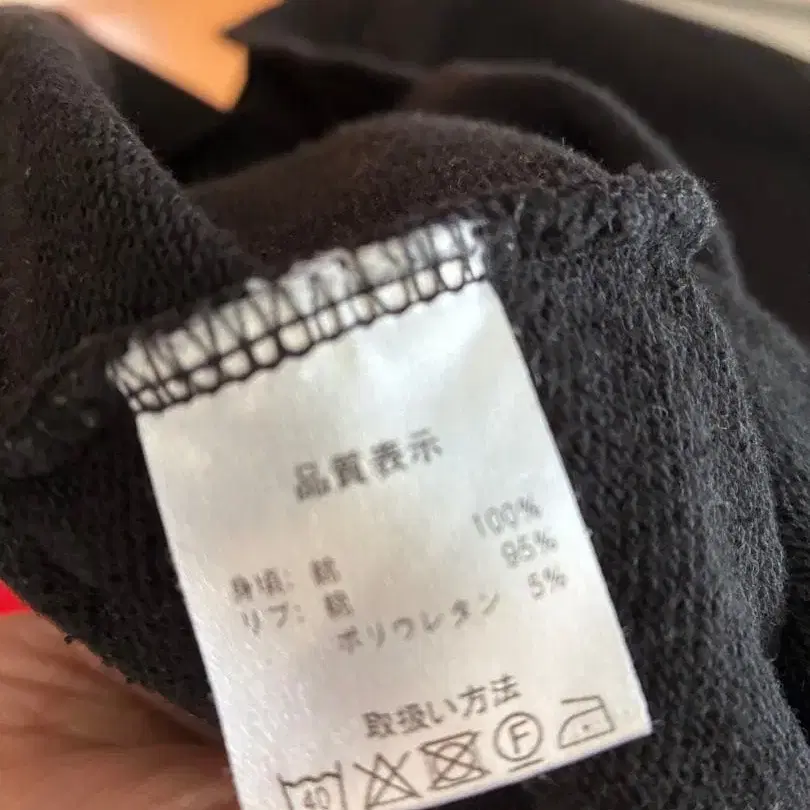 品質表示
身頃: 綿 100%
リブ: 綿 95%
ポリウレタン 5%
取扱い方法
40 F